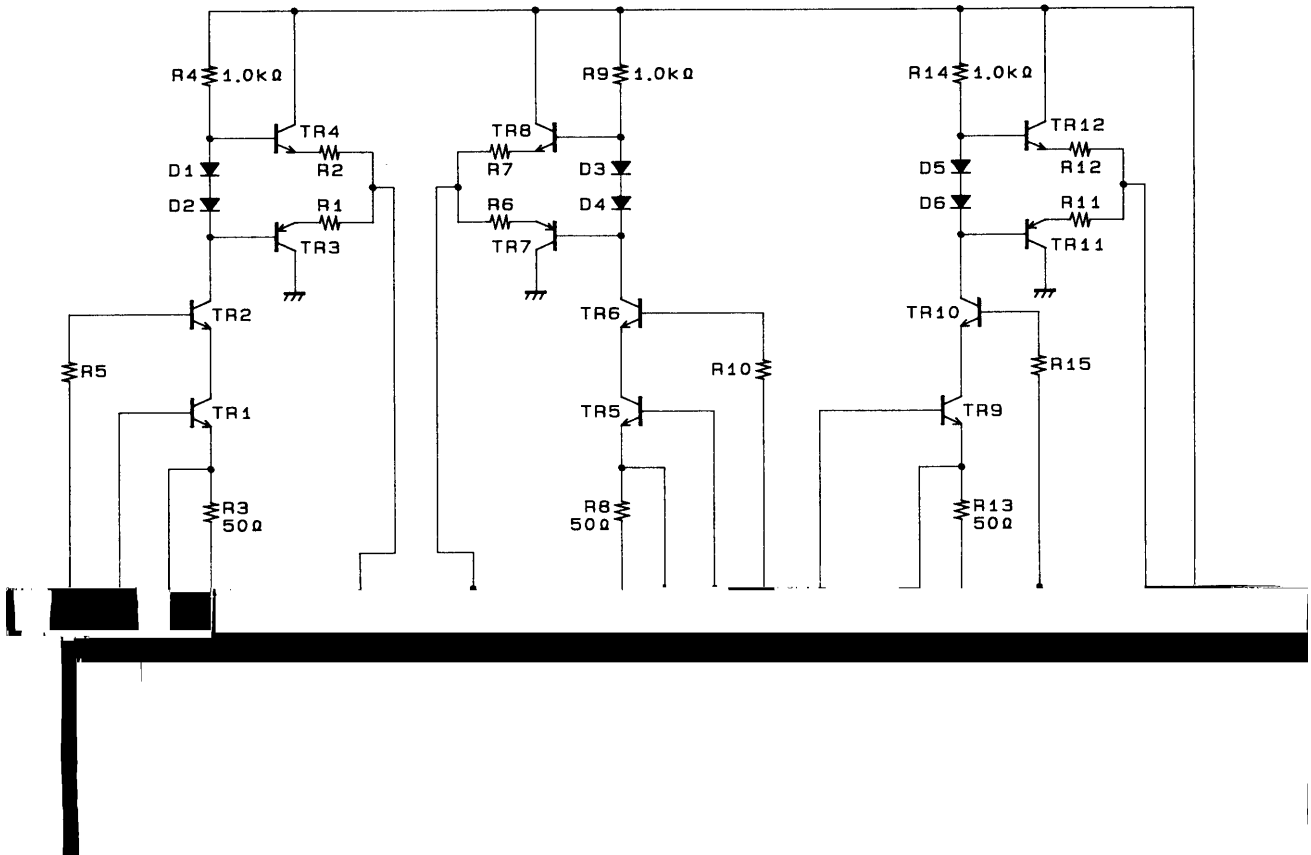 R4 1.0kΩ
R9 1.0kΩ
R14 1.0kΩ
TR4
TR8
TR12
R2
R7
R12
D1
D3
D5
D2
R1
R6
D4
D6
R11
TR3
TR7
TR11
TR2
TR6
TR10
R5
R10
R15
TR1
TR5
TR9
R3
50Ω
R8
50Ω
R13
50Ω